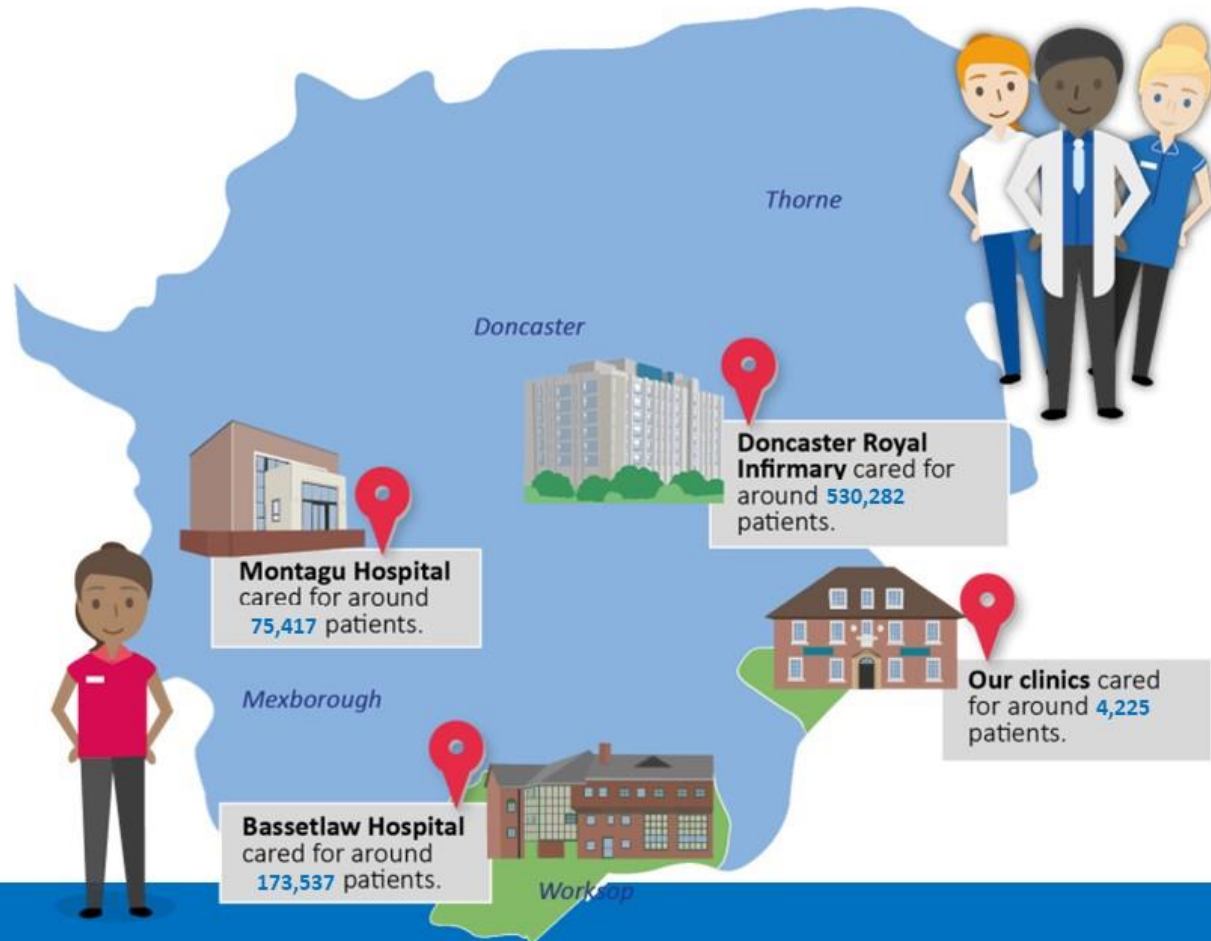 Thorne
Doncaster
Doncaster Royal
Infirmary cared for
around 530,282
patients.
Montagu Hospital
cared for around
75,417 patients.
Our clinics cared
for around 4,225
patients.
Mexborough
Bassetlaw Hospital
cared for around
173,537 patients.
Worksop